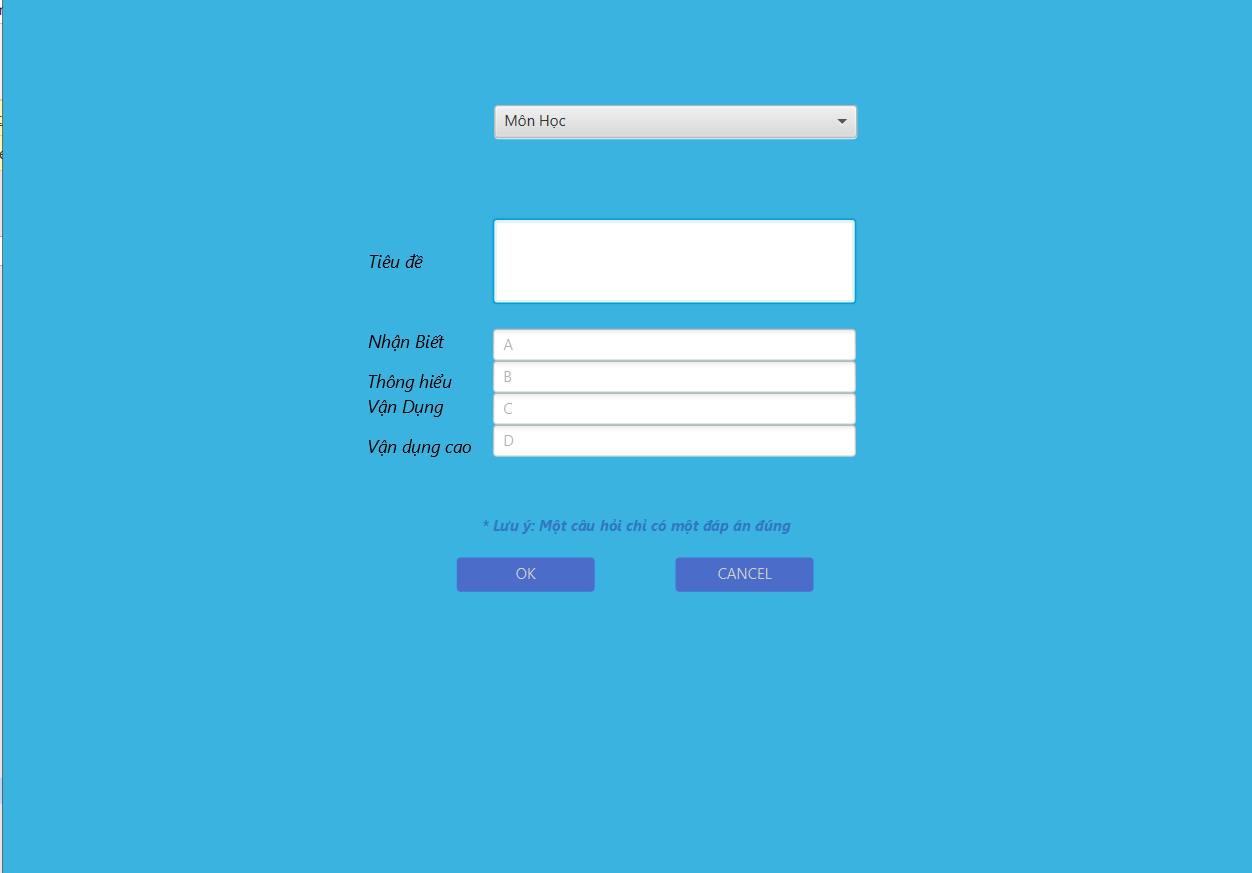 Môn Học
Tiêu đề
Nhận Biết
A
Thông hiểu
B
Vận Dụng
C
Vận dụng cao
D
* Lưu ý: Một câu hỏi chỉ có một đáp án đúng
OK
CANCEL